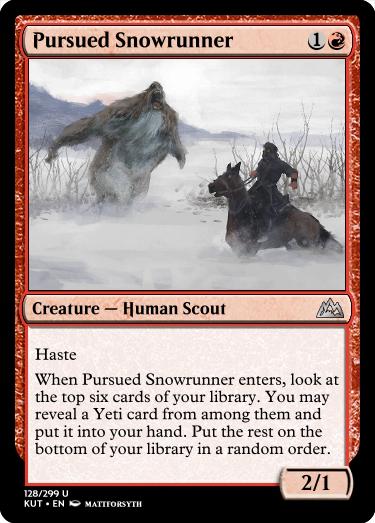 Pursued Snowrunner 1
Creature — Human Scout
Haste
When Pursued Snowrunner enters, look at
the top six cards of your library. You may
reveal a Yeti card from among them and
put it into your hand. Put the rest on the
bottom of your library in a random order.
2/1
128/299 U
KUT • EN MATTFORSYTH